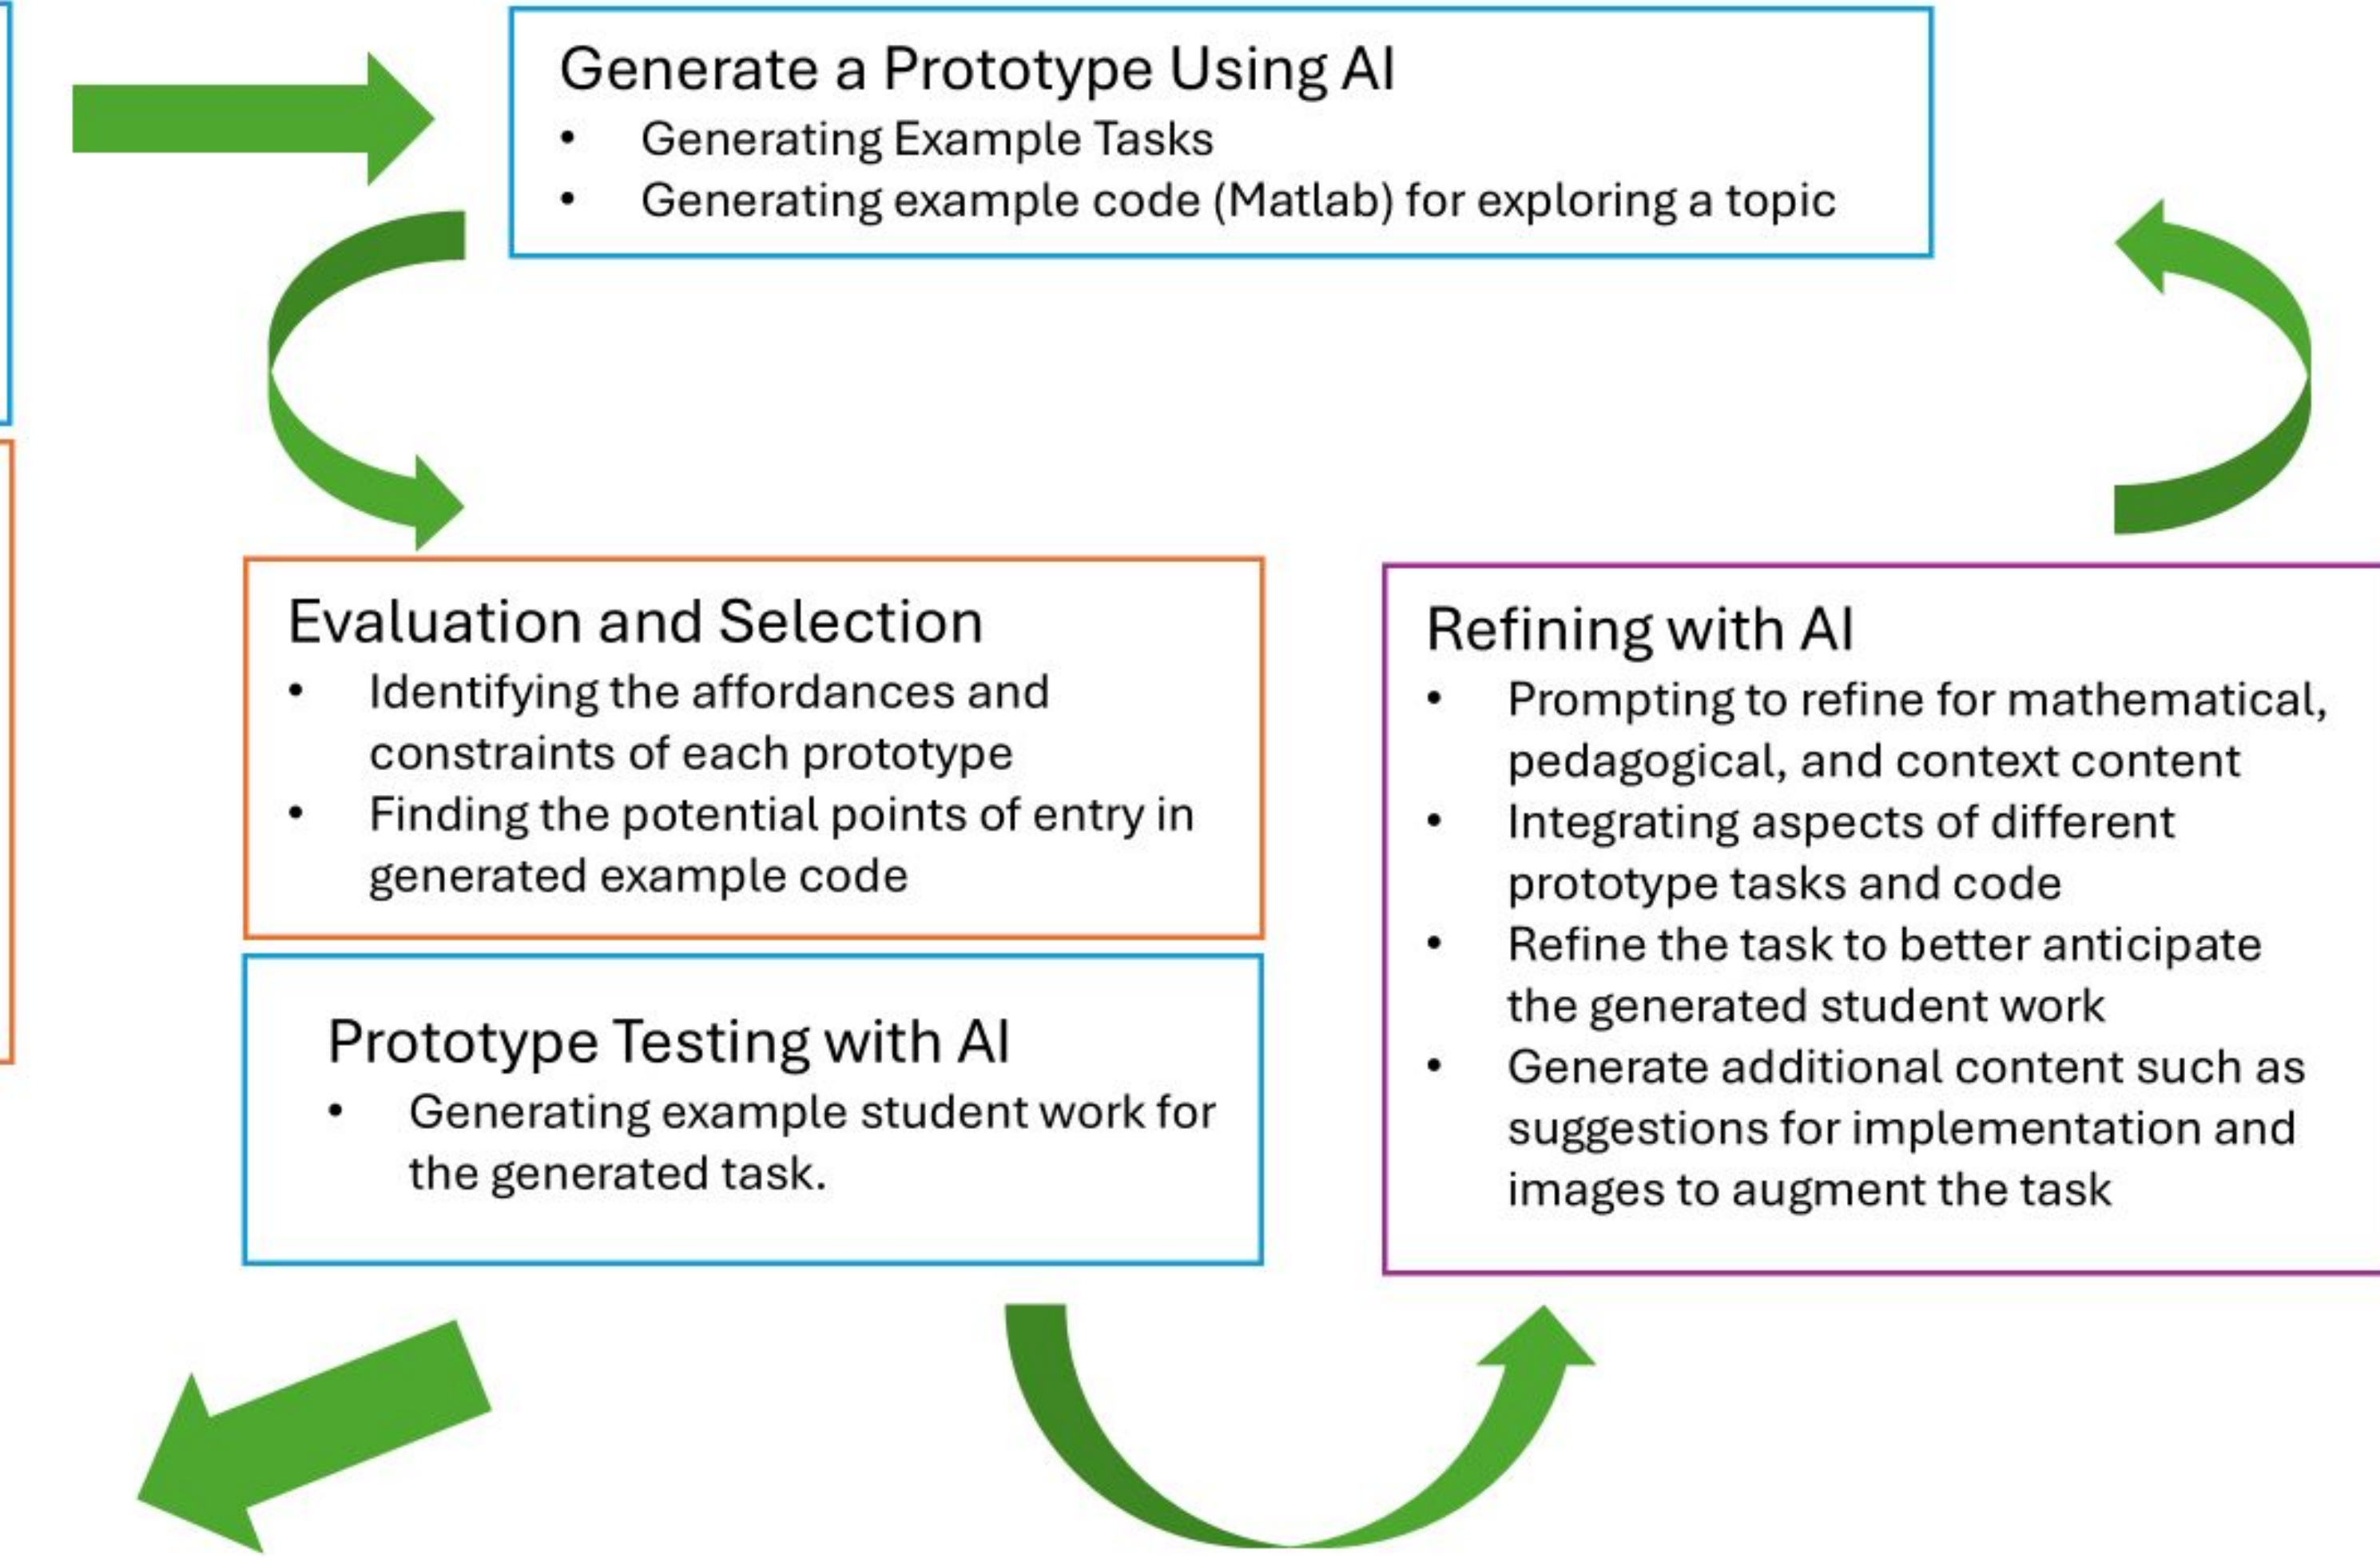 Generate a Prototype Using AI
• Generating Example Tasks
• Generating example code (Matlab) for exploring a topic
Evaluation and Selection
• Identifying the affordances and
constraints of each prototype
• Finding the potential points of entry in
generated example code
Prototype Testing with AI
• Generating example student work for
the generated task.
Refining with AI
• Prompting to refine for mathematical,
pedagogical, and context content
• Integrating aspects of different
prototype tasks and code
• Refine the task to better anticipate
the generated student work
• Generate additional content such as
suggestions for implementation and
images to augment the task